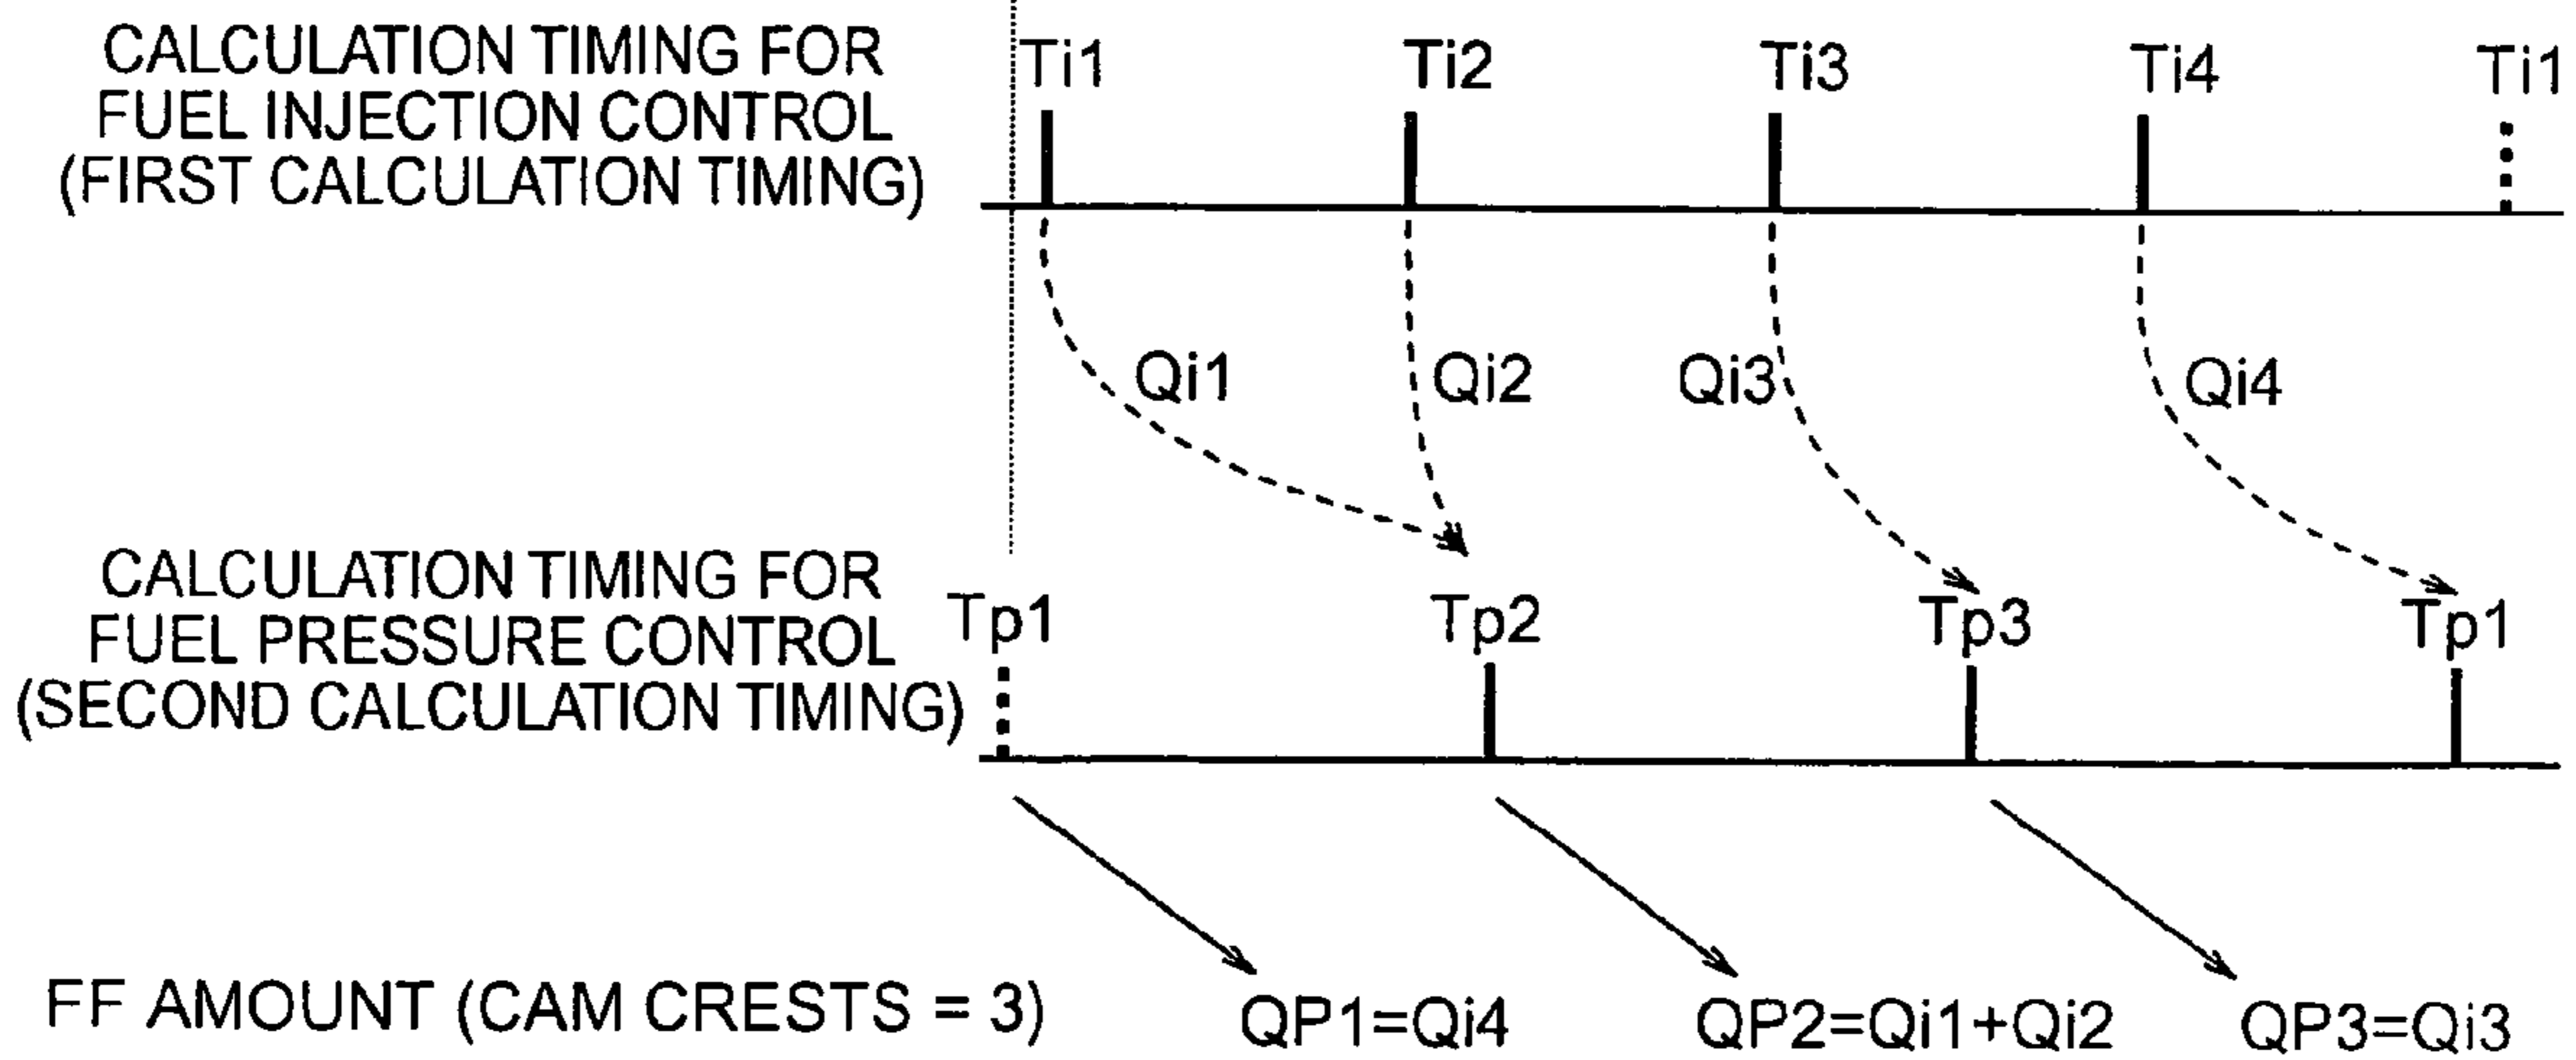 CALCULATION TIMING FOR
FUEL INJECTION CONTROL
(FIRST CALCULATION TIMING)
Ti1 Ti2 Ti3 Ti4 Ti1
Qi1 Qi2 Qi3 Qi4
CALCULATION TIMING FOR
FUEL PRESSURE CONTROL
(SECOND CALCULATION TIMING)
Tp1 Tp2 Tp3 Tp1
FF AMOUNT (CAM CRESTS = 3) QP1=Qi4 QP2=Qi1+Qi2 QP3=Qi3